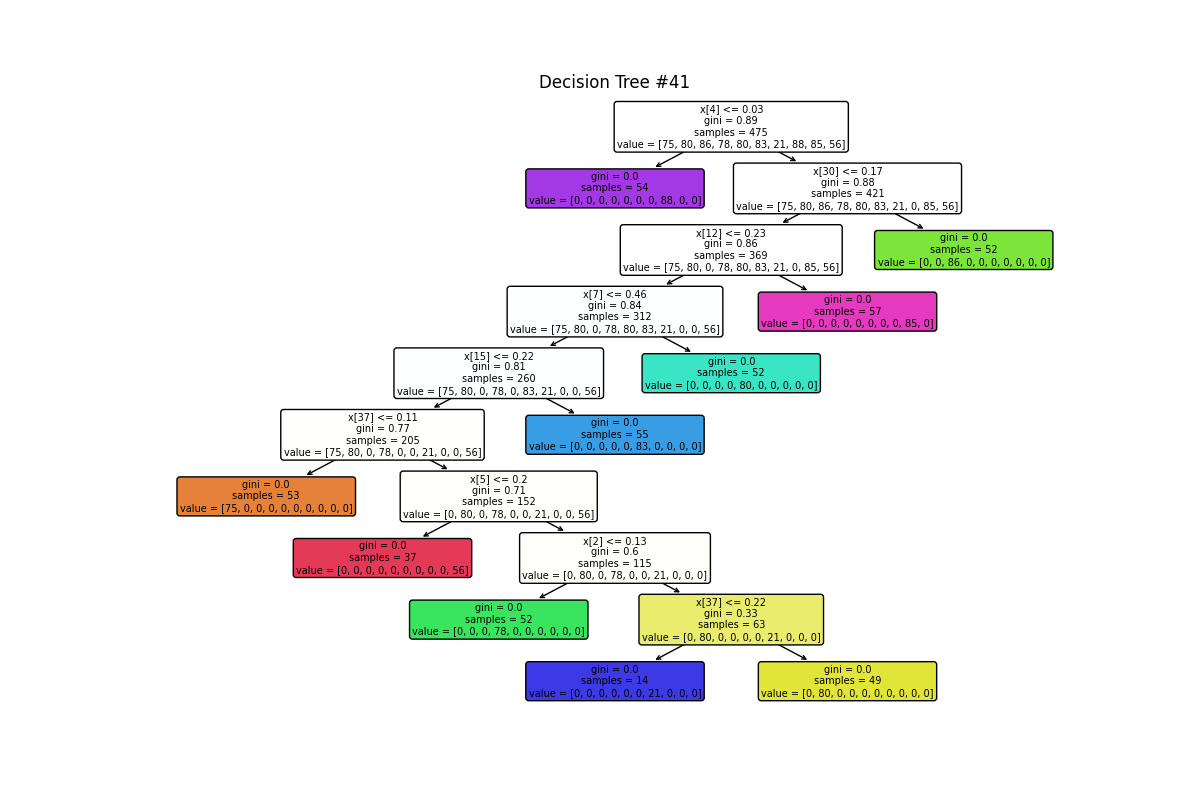 Decision Tree #41
x[4] <= 0.03
gini = 0.89
samples = 475
value = [75, 80, 86, 78, 80, 83, 21, 88, 85, 56]
gini = 0.0
samples = 54
value = [0, 0, 0, 0, 0, 0, 0, 88, 0, 0]
x[30] <= 0.17
gini = 0.88
samples = 421
value = [75, 80, 86, 78, 80, 83, 21, 0, 85, 56]
x[12] <= 0.23
gini = 0.86
samples = 369
value = [75, 80, 0, 78, 80, 83, 21, 0, 85, 56]
gini = 0.0
samples = 52
value = [0, 0, 86, 0, 0, 0, 0, 0, 0, 0]
x[7] <= 0.46
gini = 0.84
samples = 312
value = [75, 80, 0, 78, 80, 83, 21, 0, 0, 56]
gini = 0.0
samples = 57
value = [0, 0, 0, 0, 0, 0, 0, 0, 85, 0]
x[15] <= 0.22
gini = 0.81
samples = 260
value = [75, 80, 0, 78, 0, 83, 21, 0, 0, 56]
gini = 0.0
samples = 52
value = [0, 0, 0, 0, 80, 0, 0, 0, 0, 0]
x[37] <= 0.11
gini = 0.77
samples = 205
value = [75, 80, 0, 78, 0, 0, 21, 0, 0, 56]
gini = 0.0
samples = 55
value = [0, 0, 0, 0, 0, 83, 0, 0, 0, 0]
gini = 0.0
samples = 53
value = [75, 0, 0, 0, 0, 0, 0, 0, 0, 0]
x[5] <= 0.2
gini = 0.71
samples = 152
value = [0, 80, 0, 78, 0, 0, 21, 0, 0, 56]
gini = 0.0
samples = 37
value = [0, 0, 0, 0, 0, 0, 0, 0, 0, 56]
x[2] <= 0.13
gini = 0.6
samples = 115
value = [0, 80, 0, 78, 0, 0, 21, 0, 0, 0]
gini = 0.0
samples = 52
value = [0, 0, 0, 78, 0, 0, 0, 0, 0, 0]
x[37] <= 0.22
gini = 0.33
samples = 63
value = [0, 80, 0, 0, 0, 0, 21, 0, 0, 0]
gini = 0.0
samples = 14
value = [0, 0, 0, 0, 0, 0, 21, 0, 0, 0]
gini = 0.0
samples = 49
value = [0, 80, 0, 0, 0, 0, 0, 0, 0, 0]